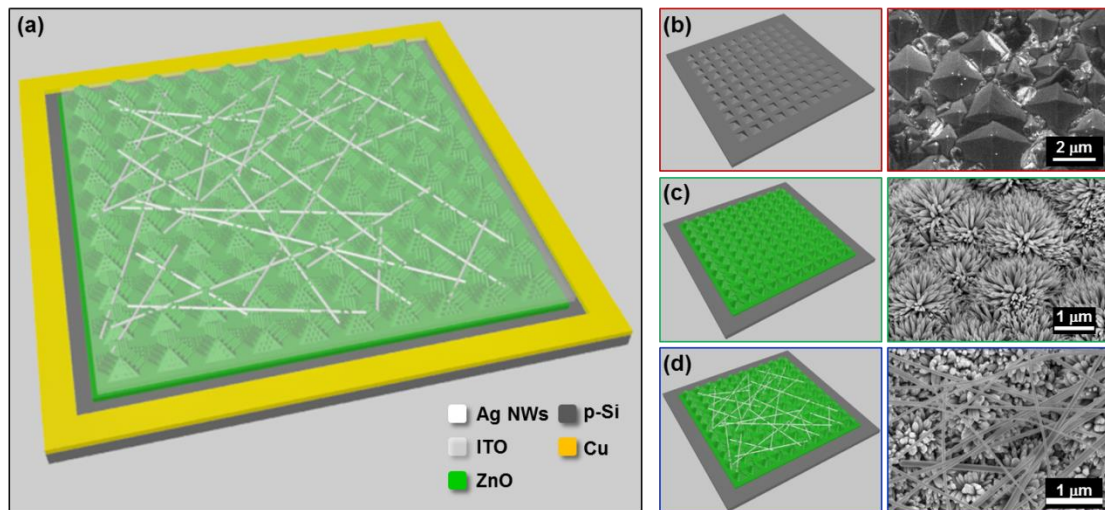 (a)
Ag NWs
p-Si
ITO
Cu
ZnO
(b)
2 μm
(c)
1 μm
(d)
1 μm